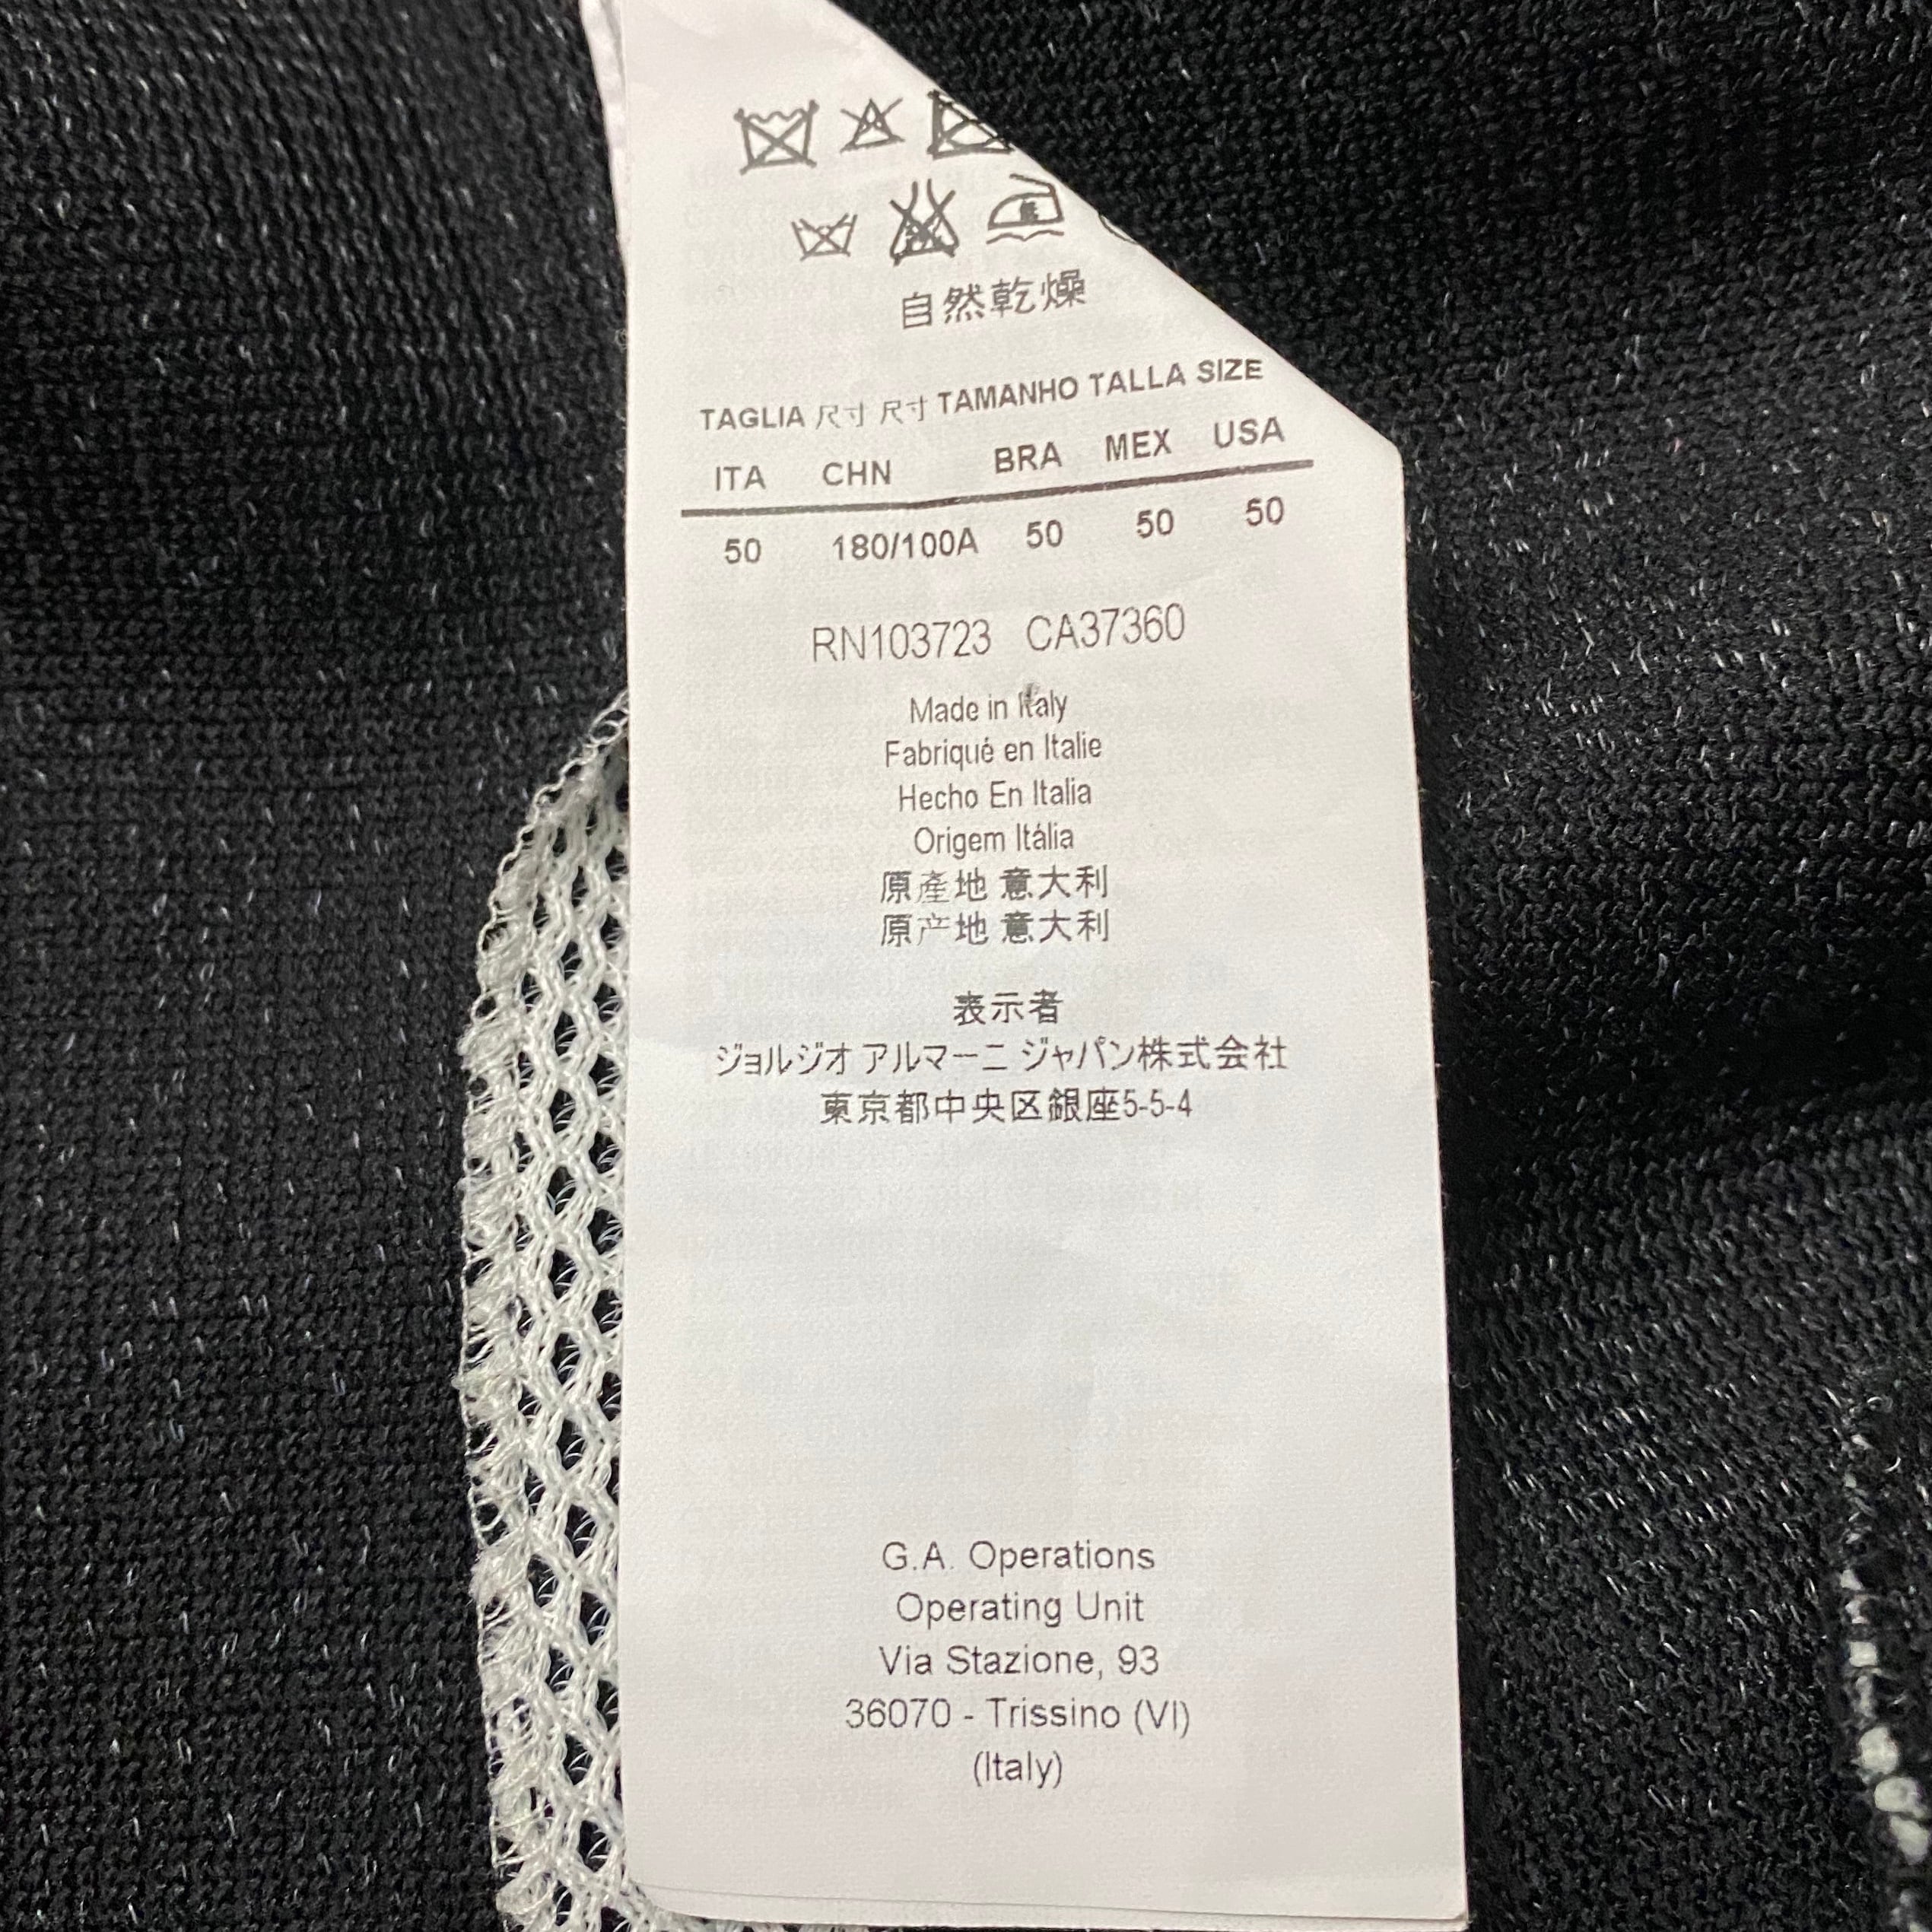 自然乾燥
TAGLIA 尺寸 尺寸 TAMANHO TALLA SIZE
ITA CHN BRA MEX USA
50 180/100A 50 50 50
RN103723 CA37360
Made in Italy
Fabriqué en Italie
Hecho En Italia
Origem Itália
原產地 意大利
原产地 意大利
表示者
ジョルジオ アルマーニ ジャパン株式会社
東京都中央区銀座5-5-4
G.A. Operations
Operating Unit
Via Stazione, 93
36070 - Trissino (VI)
(Italy)